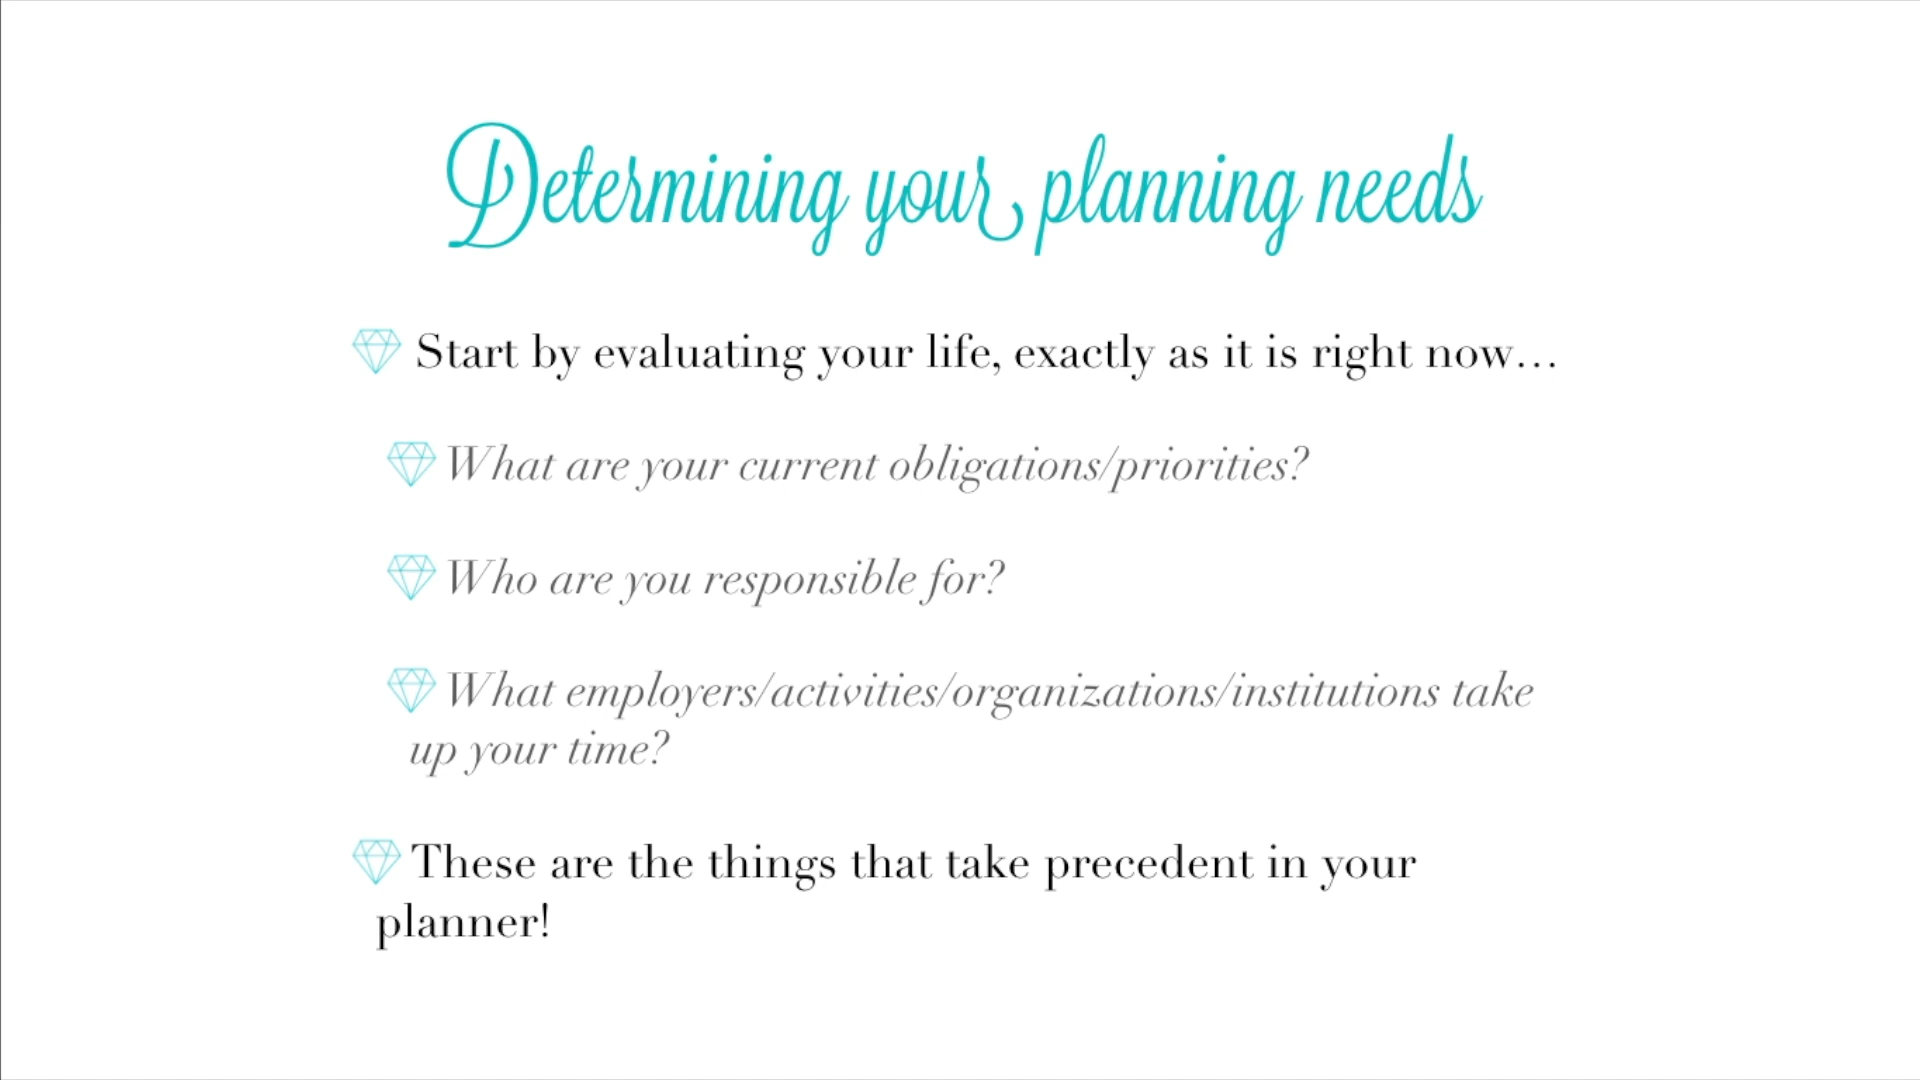 Determining your planning needs
Start by evaluating your life, exactly as it is right now...
What are your current obligations/priorities?
Who are you responsible for?
What employers/activities/organizations/institutions take
up your time?
These are the things that take precedent in your
planner!